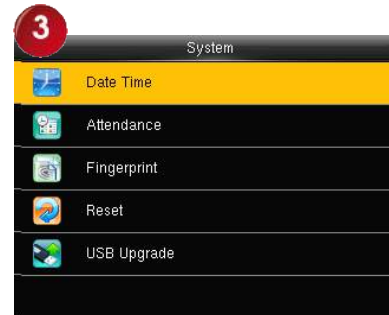 3
System
Date Time
Attendance
Fingerprint
Reset
USB Upgrade